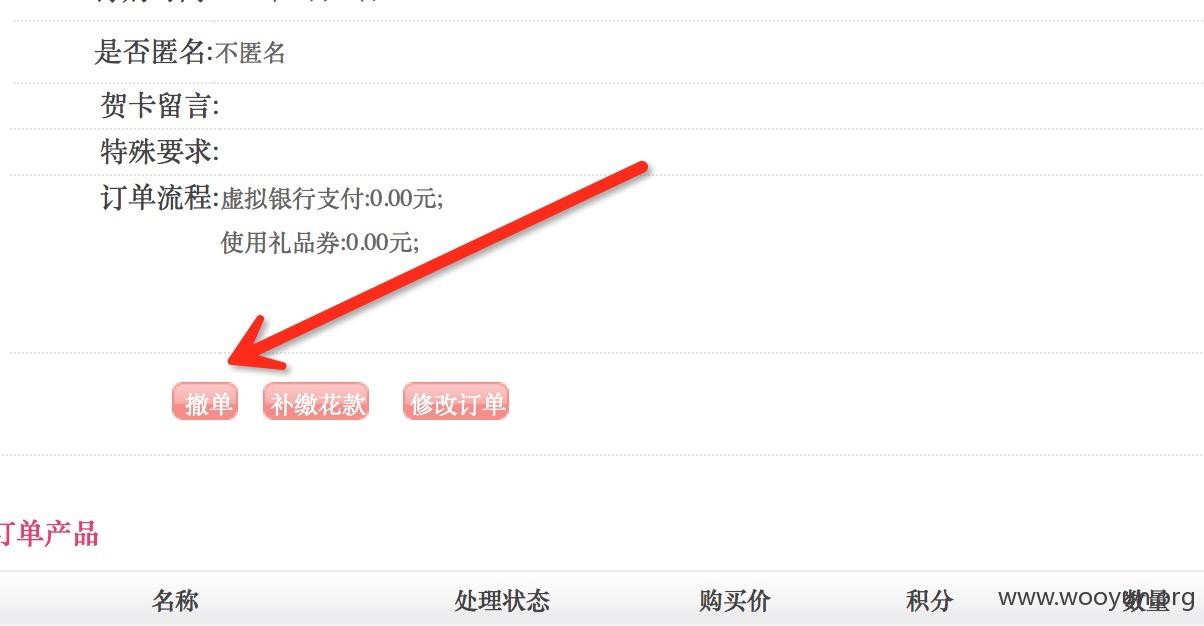 是否匿名:不匿名
贺卡留言:
特殊要求:
订单流程:虚拟银行支付:0.00元;
使用礼品券:0.00元;
撤单 补缴花款 修改订单
订单产品
名称 处理状态 购买价 积分 数量
www.wooyun.org